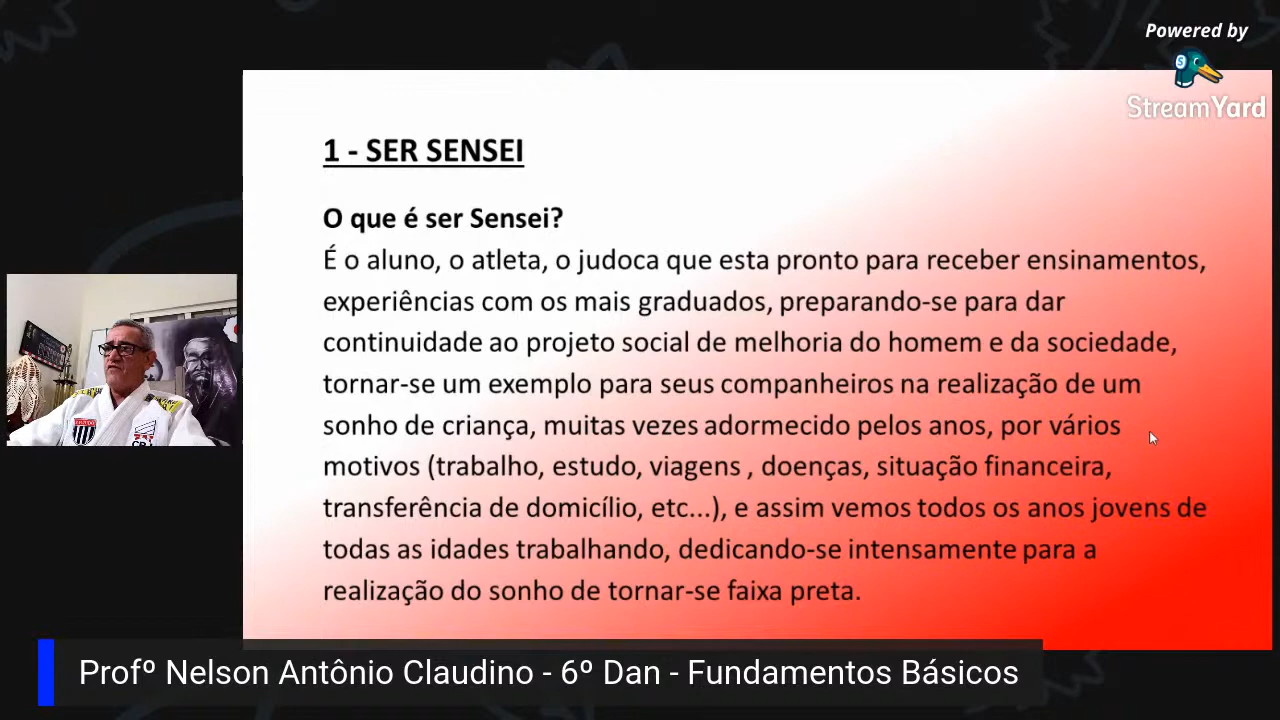 Powered by
StreamYard
1 - SER SENSEI
O que é ser Sensei?
É o aluno, o atleta, o judoca que esta pronto para receber ensinamentos,
experiências com os mais graduados, preparando-se para dar
continuidade ao projeto social de melhoria do homem e da sociedade,
tornar-se um exemplo para seus companheiros na realização de um
sonho de criança, muitas vezes adormecido pelos anos, por vários
motivos (trabalho, estudo, viagens , doenças, situação financeira,
transferência de domicílio, etc...), e assim vemos todos os anos jovens de
todas as idades trabalhando, dedicando-se intensamente para a
realização do sonho de tornar-se faixa preta.
Profº Nelson Antônio Claudino - 6º Dan - Fundamentos Básicos